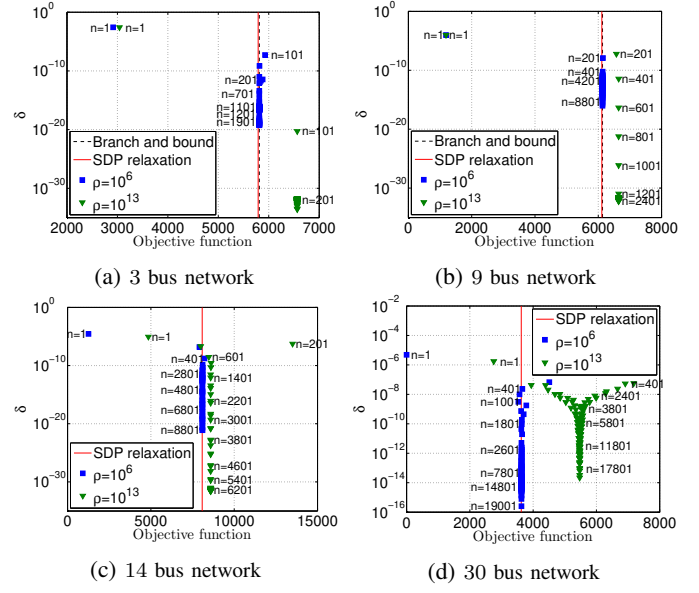 10^0
10^-10
10^-20
10^-30
δ
n=1
n=1
n=101
n=201
n=701
n=1101
n=1201
n=1901
n=101
n=201
Branch and bound
SDP relaxation
ρ=10^6
ρ=10^13
2000 3000 4000 5000 6000 7000
Objective function
(a) 3 bus network
10^0
10^-10
10^-20
10^-30
δ
n=1
n=1
n=201
n=201
n=401
n=401
n=4201
n=601
n=8801
n=801
n=1001
n=1201
n=2401
Branch and bound
SDP relaxation
ρ=10^6
ρ=10^13
0 2000 4000 6000 8000
Objective function
(b) 9 bus network
10^0
10^-10
10^-20
10^-30
δ
n=1
n=1
n=201
n=401
n=601
n=2801
n=1401
n=4801
n=2201
n=6801
n=3001
n=8801
n=3801
n=4601
n=5401
n=6201
SDP relaxation
ρ=10^6
ρ=10^13
0 5000 10000 15000
Objective function
(c) 14 bus network
10^-2
10^-4
10^-6
10^-8
10^-10
10^-12
10^-14
10^-16
δ
SDP relaxation
ρ=10^6
ρ=10^13
n=1
n=1
n=401
n=401
n=2401
n=1001
n=3801
n=1801
n=5801
n=2601
n=11801
n=7801
n=17801
n=14801
n=19001
0 2000 4000 6000 8000
Objective function
(d) 30 bus network